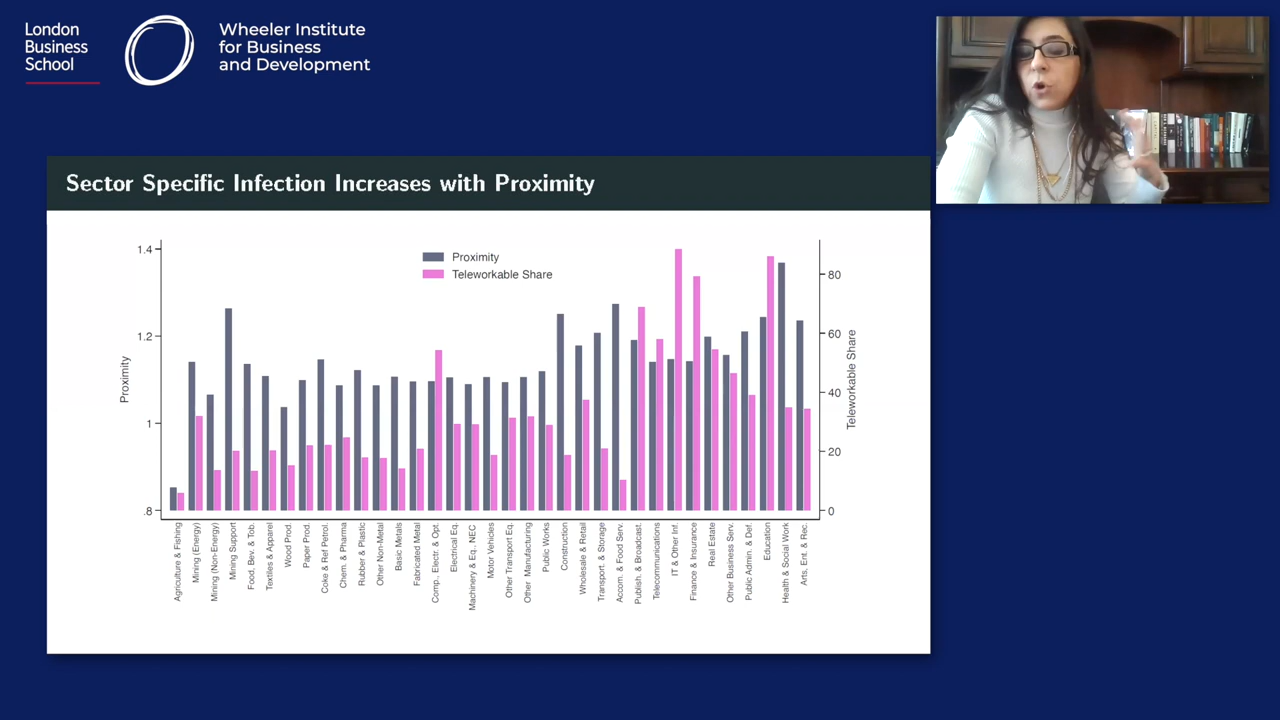 London
Business
School
Wheeler Institute
for Business
and Development
Sector Specific Infection Increases with Proximity
Proximity
Teleworkable Share
1.4
1.2
1
.8
Proximity
80
60
40
20
0
Teleworkable Share
Agriculture & Fishing
Mining (Energy)
Mining (Non-Energy)
Mining Support
Food, Bev. & Tob.
Textiles & Apparel
Wood Prod.
Paper Prod.
Coke & Ref Petrol.
Chem. & Pharma
Rubber & Plastic
Other Non-Metal
Basic Metals
Fabricated Metal
Comp., Electr. & Opt.
Electrical Eq.
Machinery & Eq., NEC
Motor Vehicles
Other Transport Eq.
Other Manufacturing
Public Works
Construction
Wholesale & Retail
Transport. & Storage
Accom. & Food Serv.
Publish. & Broadcast.
Telecommunications
IT & Other Inf.
Finance & Insurance
Real Estate
Other Business Serv.
Public Admin. & Def.
Education
Health & Social Work
Arts, Ent. & Rec.